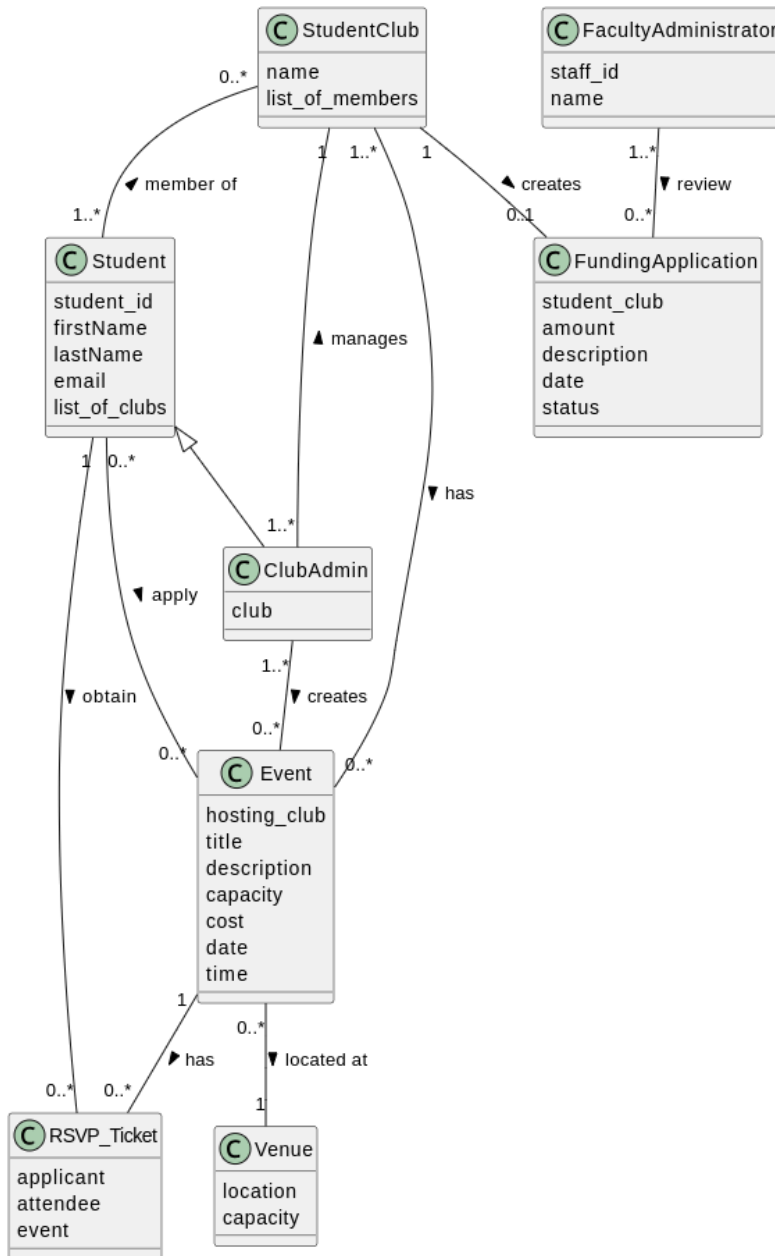 C StudentClub
name
list_of_members
C FacultyAdministrator
staff_id
name
0..*
1
1..*
1
1..*
member of
creates
review
1..*
0..1
0..*
C Student
student_id
firstName
lastName
email
list_of_clubs
C FundingApplication
student_club
amount
description
date
status
manages
1
0..*
has
1..*
C ClubAdmin
club
apply
1..*
obtain
creates
0..*
0..*
0..*
C Event
hosting_club
title
description
capacity
cost
date
time
1
0..*
has
located at
0..*
0..*
1
C RSVP_Ticket
applicant
attendee
event
C Venue
location
capacity